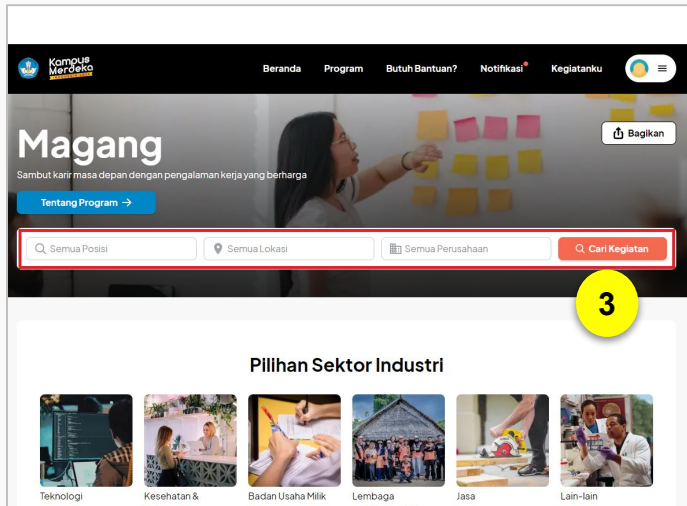 Kampus
Merdeka
Beranda
Program
Butuh Bantuan?
Notifikasi
Kegiatanku
Magang
Bagikan
Sambut karir masa depan dengan pengalaman kerja yang berharga
Tentang Program →
Semua Posisi
Semua Lokasi
Semua Perusahaan
Cari Kegiatan
3
Pilihan Sektor Industri
Teknologi
Kesehatan &
Badan Usaha Milik
Lembaga
Jasa
Lain-lain